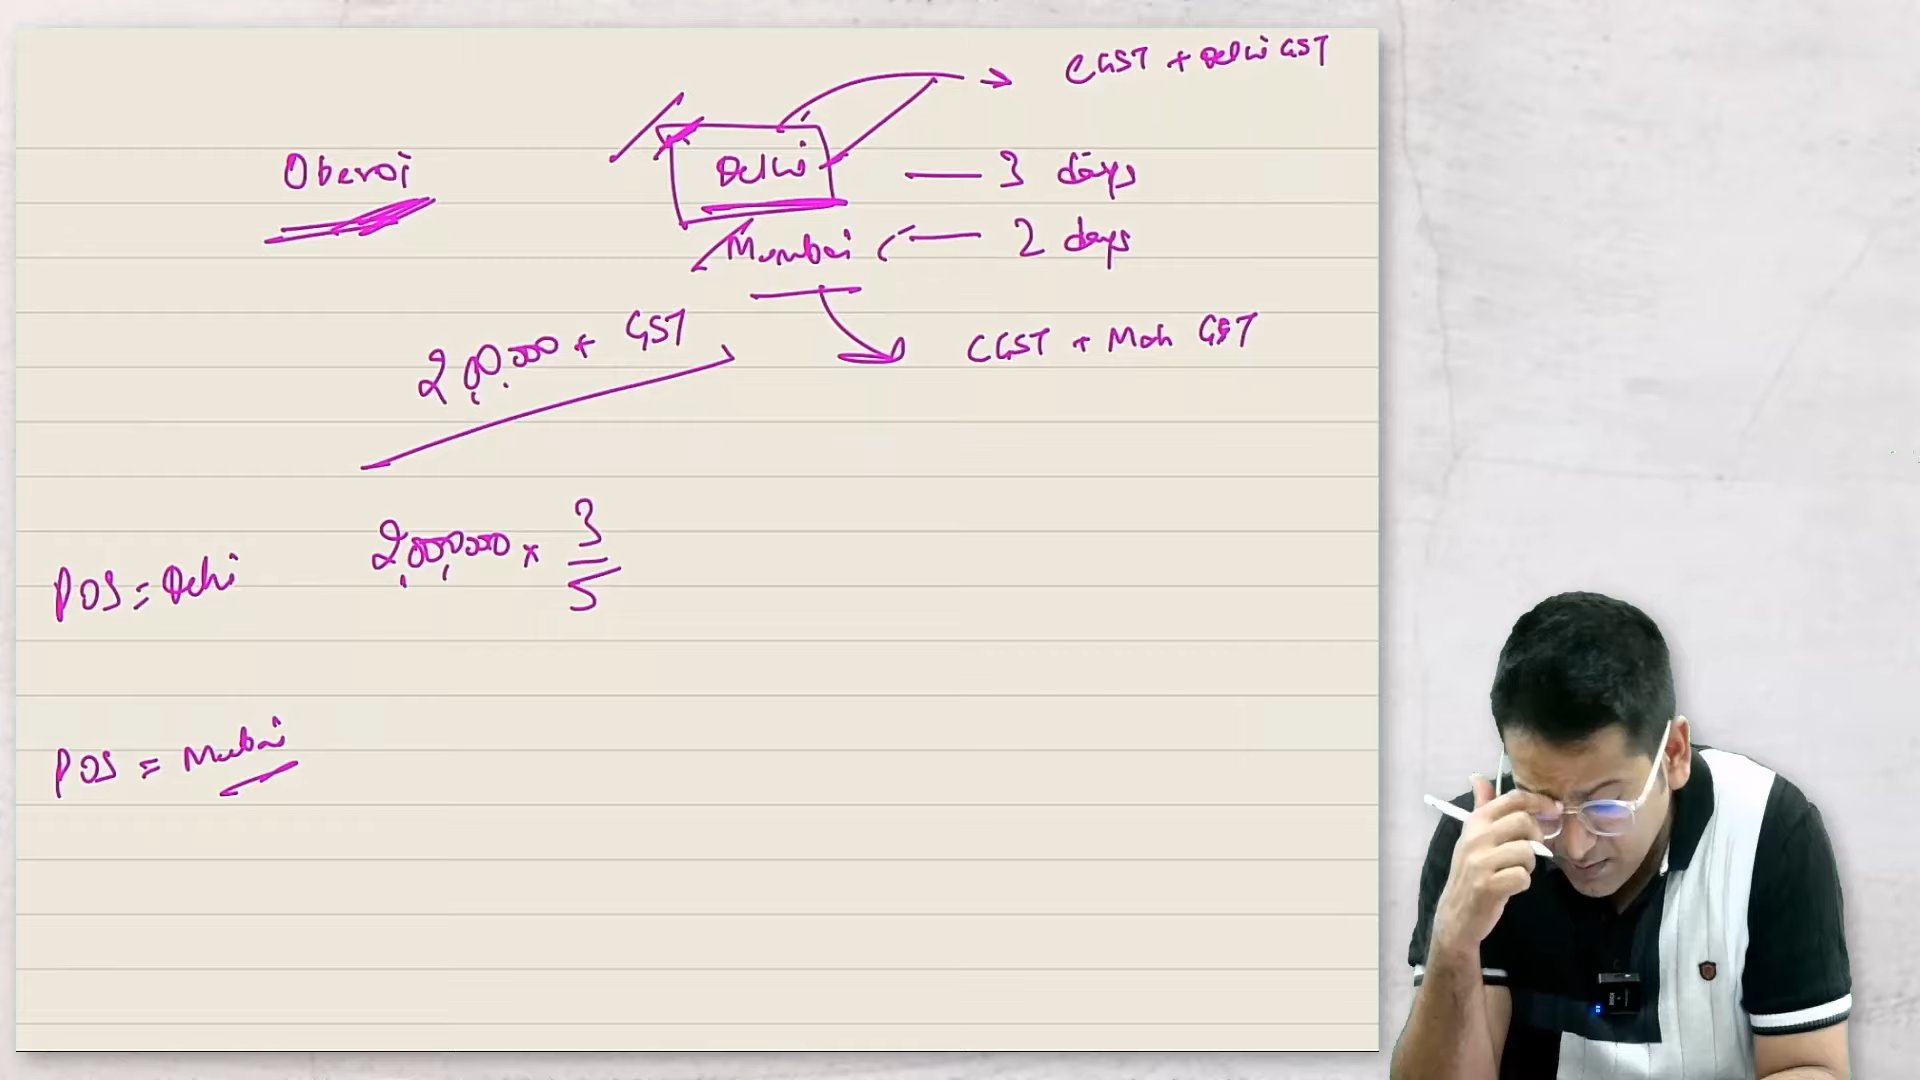 CGST + Delhi GST
Oberoi
Delhi — 3 days
Mumbai — 2 days
2,00,000 + GST
CGST + Mah GST
POS = Delhi 2,00,000 × 3/5
POS = Mumbai